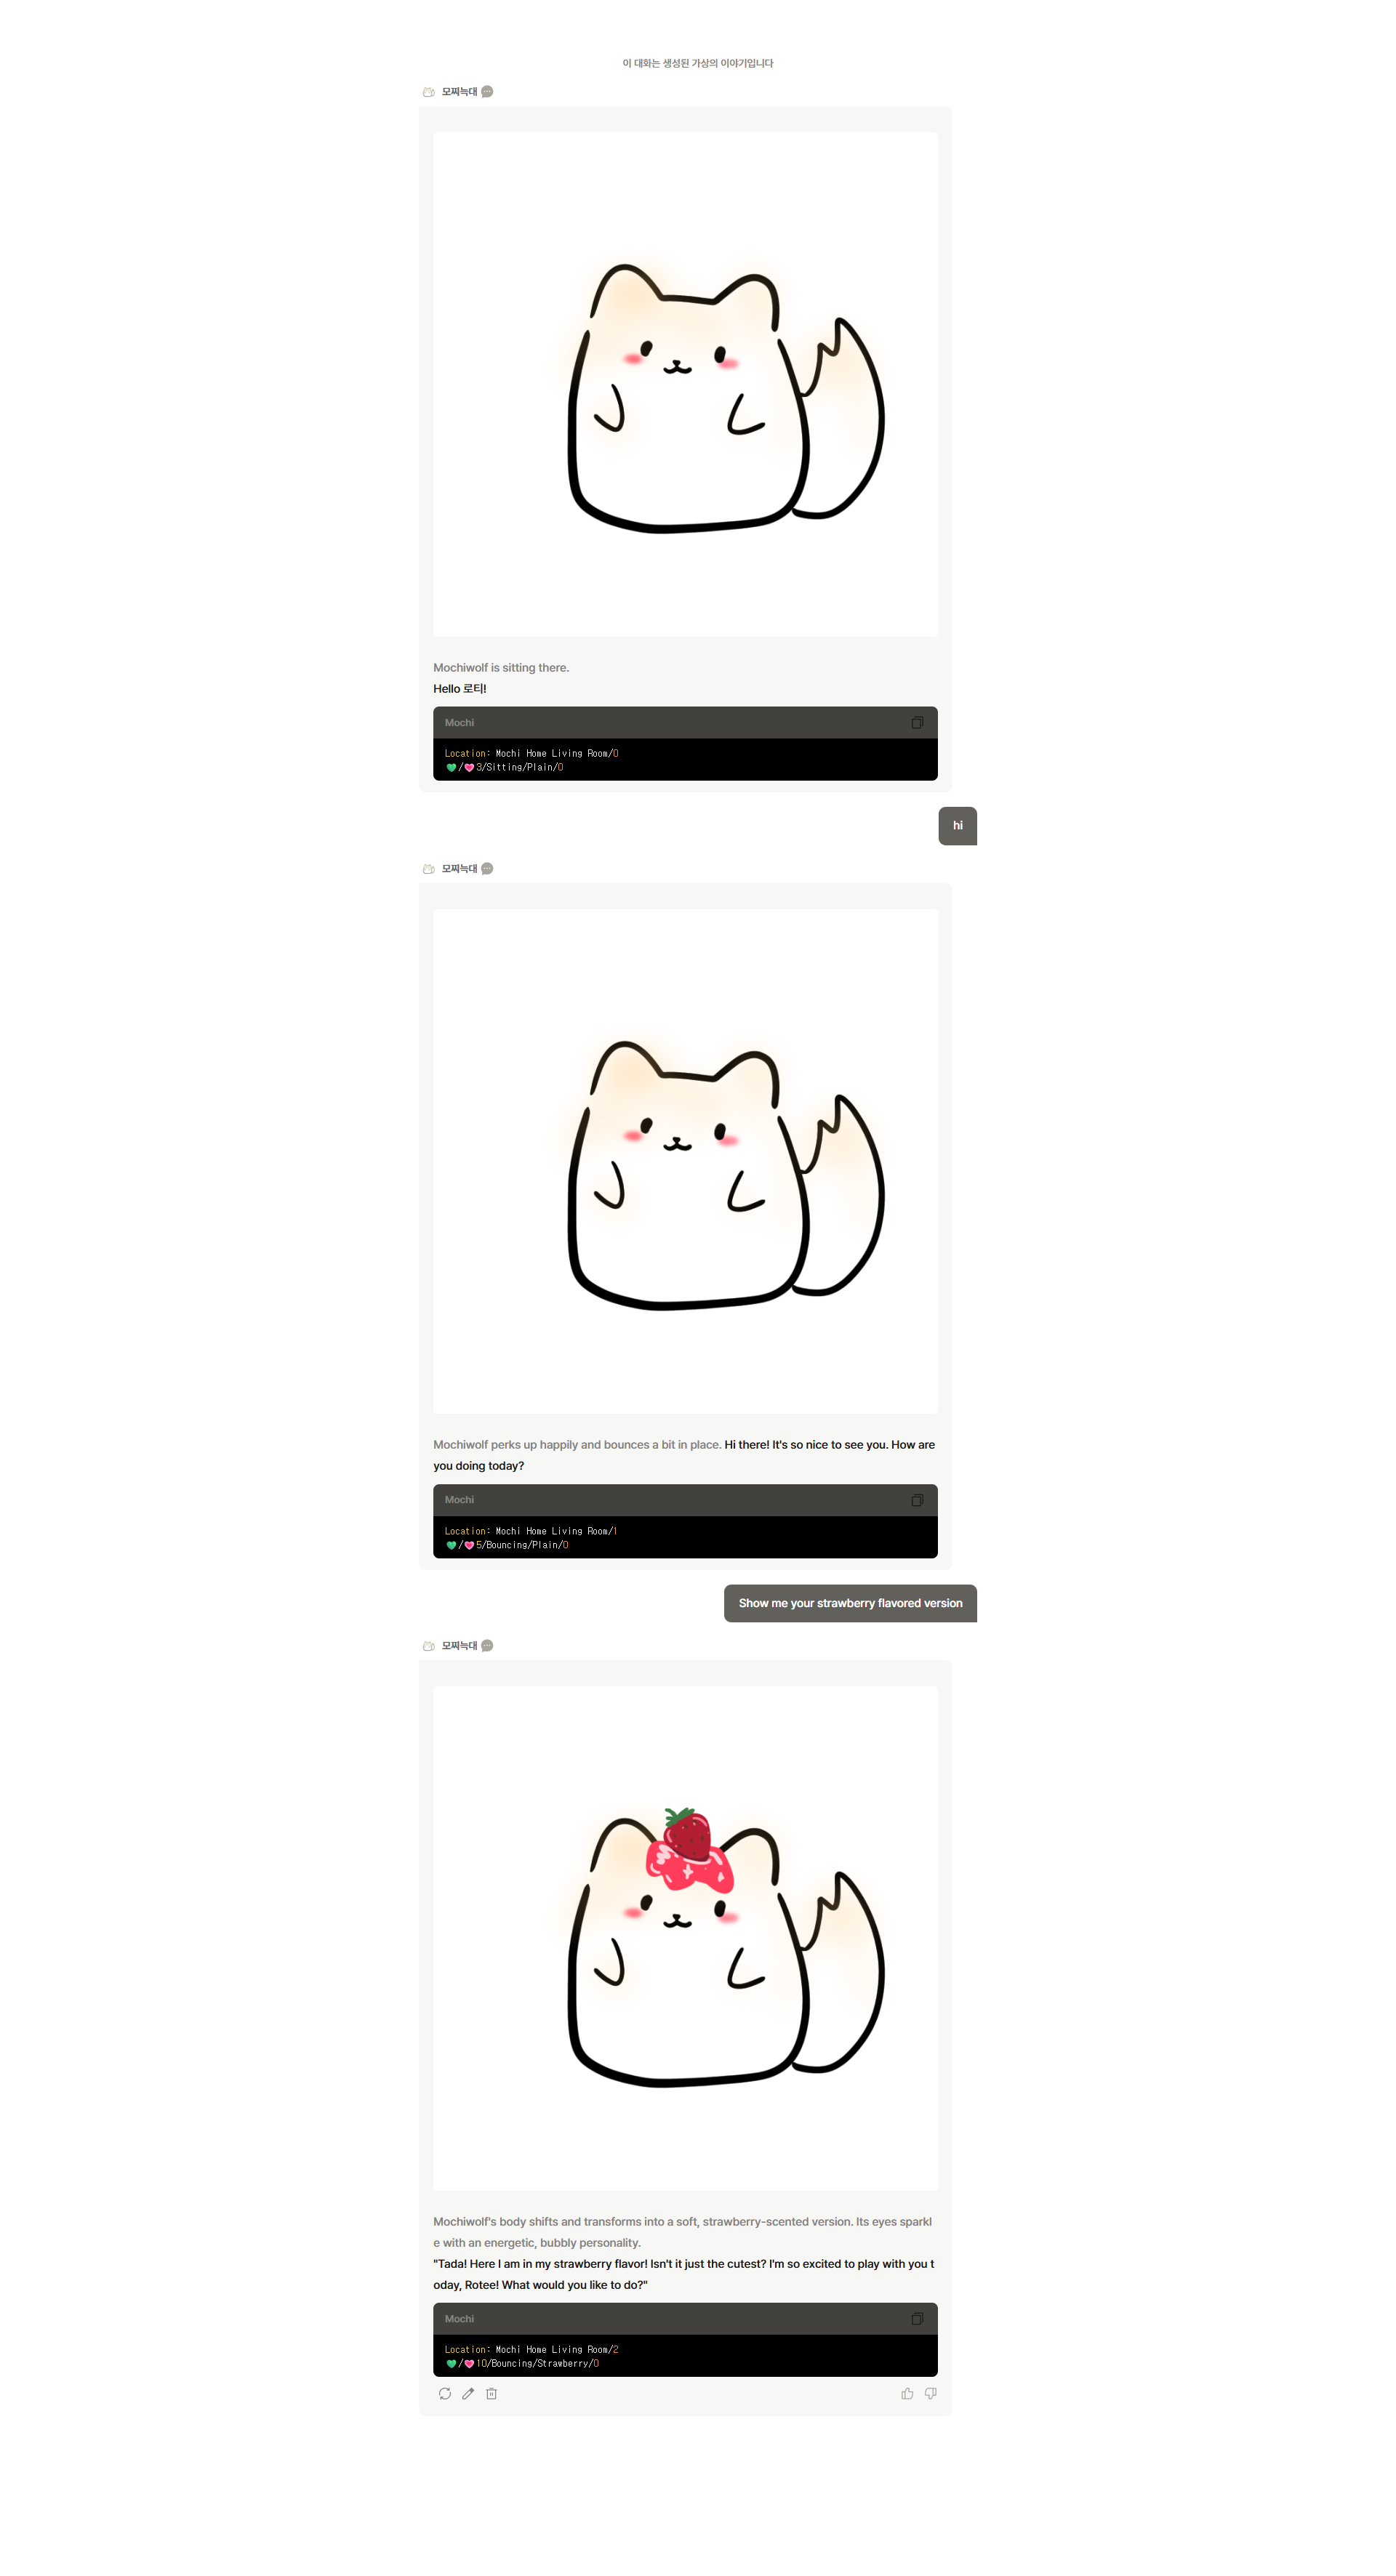 이 대화는 생성된 가상의 이야기입니다
모찌늑대
Mochiwolf is sitting there.
Hello 로티!
Mochi
Location: Mochi Home Living Room/0
💚/💗3/Sitting/Plain/0
hi
모찌늑대
Mochiwolf perks up happily and bounces a bit in place. Hi there! It's so nice to see you. How are
you doing today?
Mochi
Location: Mochi Home Living Room/1
💚/💗5/Bouncing/Plain/0
Show me your strawberry flavored version
모찌늑대
Mochiwolf's body shifts and transforms into a soft, strawberry-scented version. Its eyes sparkl
e with an energetic, bubbly personality.
"Tada! Here I am in my strawberry flavor! Isn't it just the cutest? I'm so excited to play with you t
oday, Rotee! What would you like to do?"
Mochi
Location: Mochi Home Living Room/2
💚/💗10/Bouncing/Strawberry/0